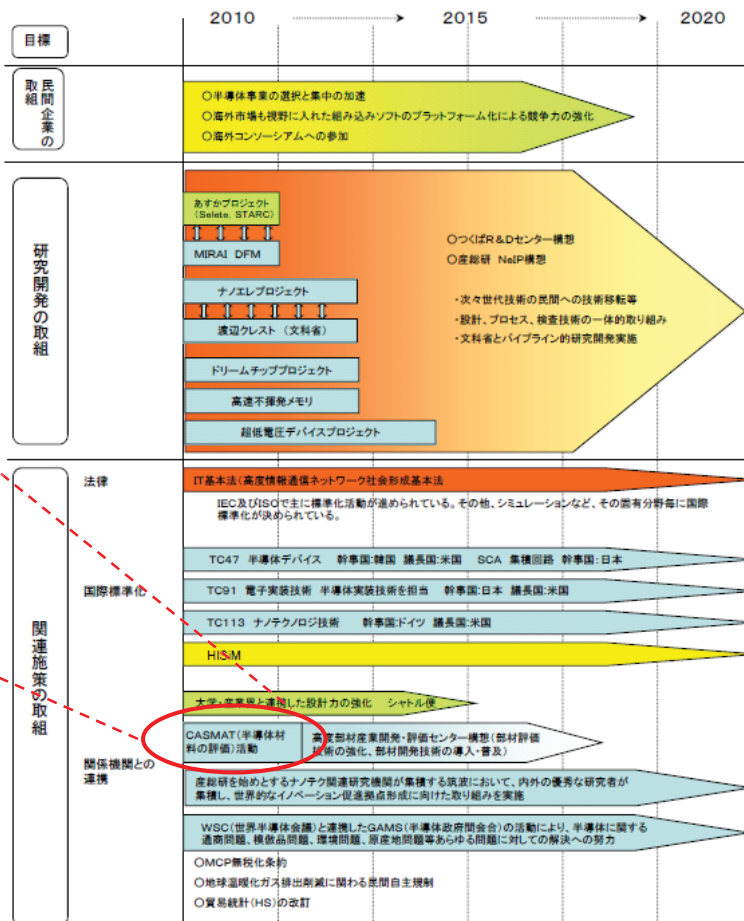 2010 2015 2020
目標
民間企業の取組
○半導体事業の選択と集中の加速
○海外市場も視野に入れた組み込みソフトのプラットフォーム化による競争力の強化
○海外コンソーシアムへの参加
研究開発の取組
あすかプロジェクト
(Selete, STARC)
MIRAI DFM
ナノエレプロジェクト
渡辺クレスト（文科省）
ドリームチッププロジェクト
高速不揮発メモリ
超低電圧デバイスプロジェクト
○つくばR&Dセンター構想
○産総研 NeIP構想
・次々世代技術の民間への技術移転等
・設計、プロセス、検査技術の一体的取り組み
・文科省とパイプライン的研究開発実施
関連施策の取組
法律
IT基本法(高度情報通信ネットワーク社会形成基本法
IEC及びISOで主に標準化活動が進められている。その他、シミュレーションなど、その固有分野毎に国際
標準化が決められている。
国際標準化
TC47 半導体デバイス 幹事国:韓国 議長国:米国 SCA 集積回路 幹事国:日本
TC91 電子実装技術 半導体実装技術を担当 幹事国:日本 議長国:米国
TC113 ナノテクノロジ技術 幹事国:ドイツ 議長国:米国
HiSIM
関係機関との
連携
大学・産業界と連携した設計力の強化 シャトル便
CASMAT(半導体材
料の評価)活動
高度部材産業開発・評価センター構想(部材評価
技術の強化、部材開発技術の導入・普及)
産総研を始めとするナノテク関連研究機関が集積する筑波において、内外の優秀な研究者が
集積し、世界的なイノベーション促進拠点形成に向けた取り組みを実施
WSC(世界半導体会議)と連携したGAMS(半導体政府間会合)の活動により、半導体に関する
通商問題、模倣品問題、環境問題、原産地問題等あらゆる問題に対しての解決への努力
○MCP無税化条約
○地球温暖化ガス排出削減に関わる民間自主規制
○貿易統計(HS)の改訂